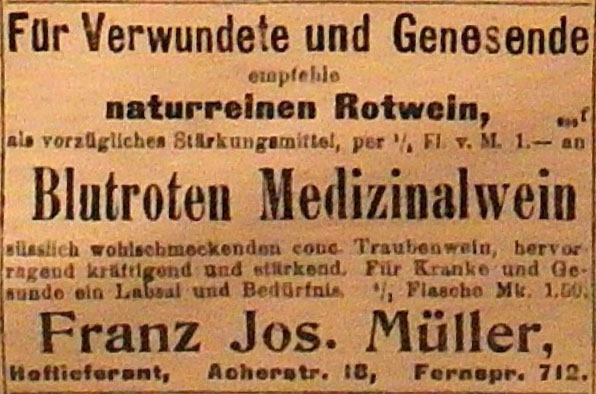 Für Verwundete und Genesende
empfehle
naturreinen Rotwein,
als vorzügliches Stärkungsmittel, per ¹/₁ Fl. v. M. 1.— an
Blutroten Medizinalwein
süsslich wohlschmeckenden conc. Traubenwein, hervor-
ragend kräftigend und stärkend. Für Kranke und Ge-
sunde ein Labsal und Bedürfnis. ¹/₁ Flasche Mk. 1.50.
Franz Jos. Müller,
Hoflieferant, Acherstr. 18, Fernspr. 712.